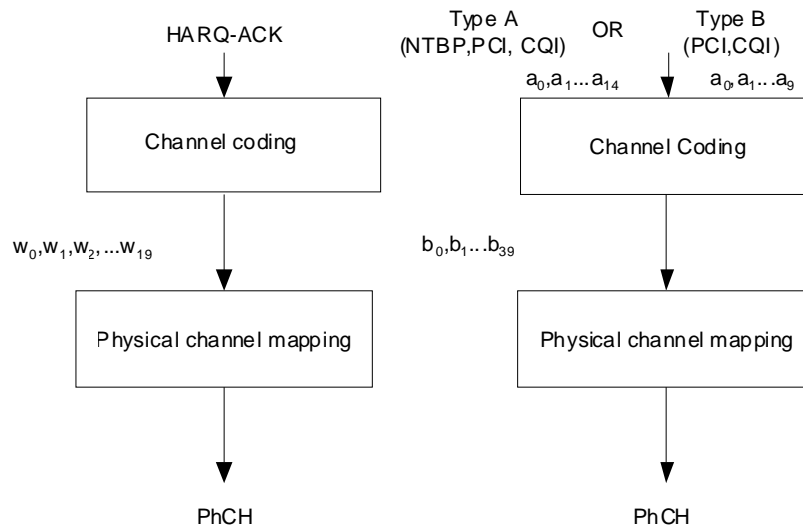 HARQ-ACK
Channel coding
w₀,w₁,w₂,...w₁₉
Physical channel mapping
PhCH
Type A
(NTBP,PCI, CQI)
OR
Type B
(PCI,CQI)
a₀,a₁...a₁₄
a₀,a₁...a₉
Channel Coding
b₀,b₁...b₃₉
Physical channel mapping
PhCH